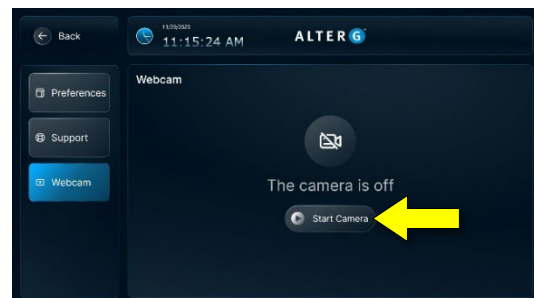 Back
11/29/2023
11:15:24 AM
ALTERG
Preferences
Support
Webcam
Webcam
The camera is off
Start Camera